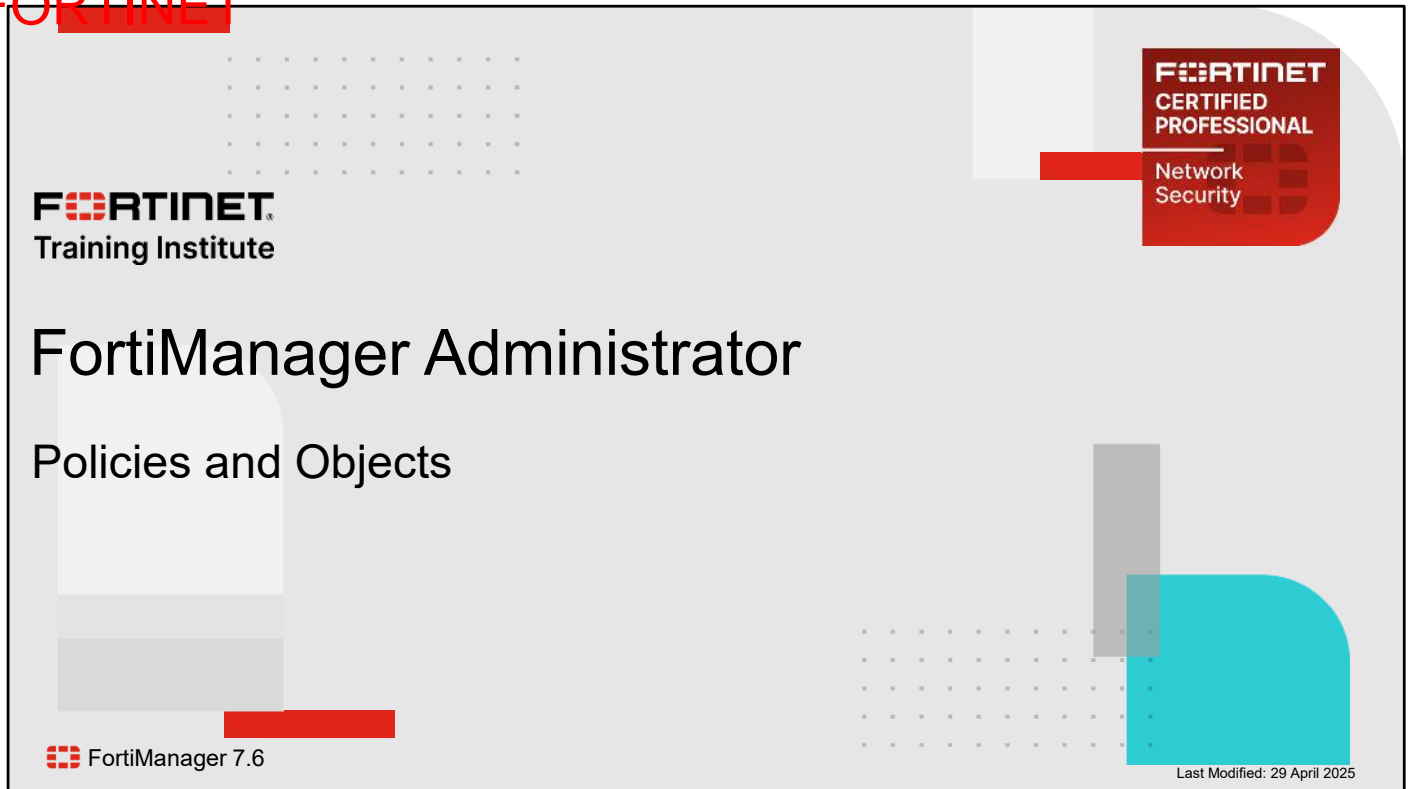 FORTINET
FORTINET
CERTIFIED
PROFESSIONAL
Network
Security
FORTINET®
Training Institute
FortiManager Administrator
Policies and Objects
FortiManager 7.6
Last Modified: 29 April 2025